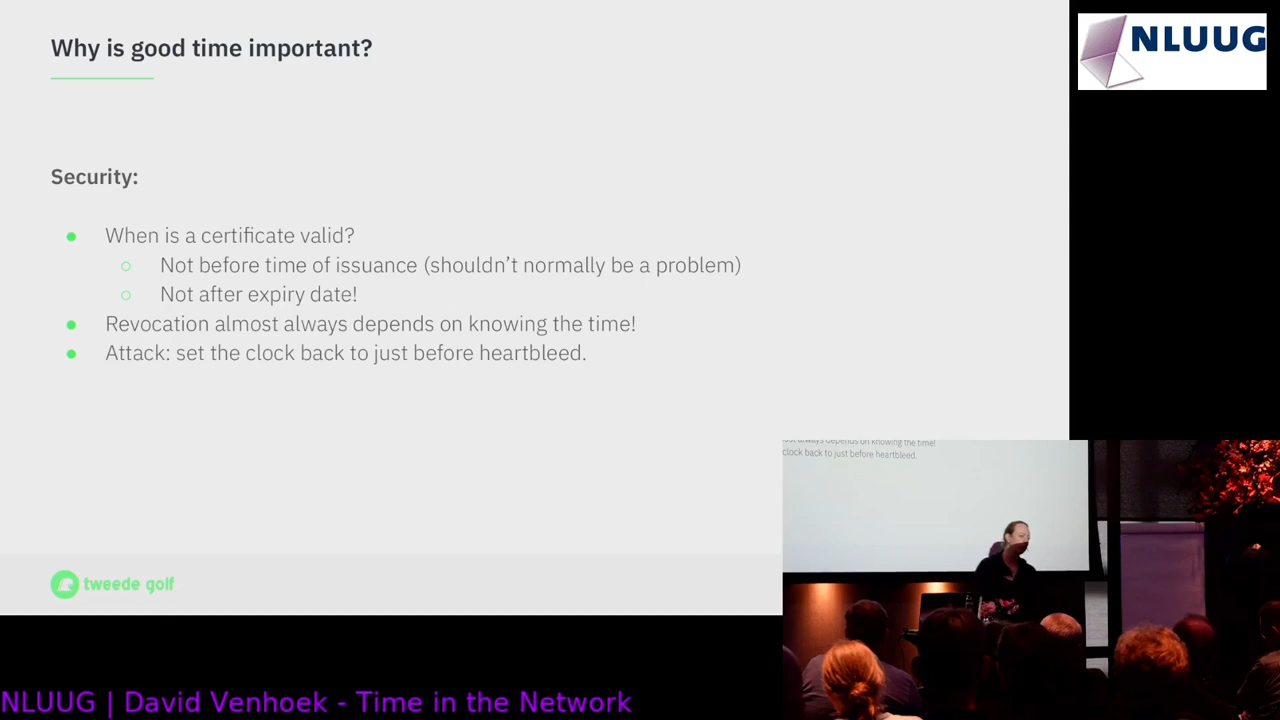 Why is good time important?
NLUUG
Security:
When is a certificate valid?
Not before time of issuance (shouldn't normally be a problem)
Not after expiry date!
Revocation almost always depends on knowing the time!
Attack: set the clock back to just before heartbleed.
always depends on knowing the time!
clock back to just before heartbleed.
tweede golf
NLUUG | David Venhoek - Time in the Network